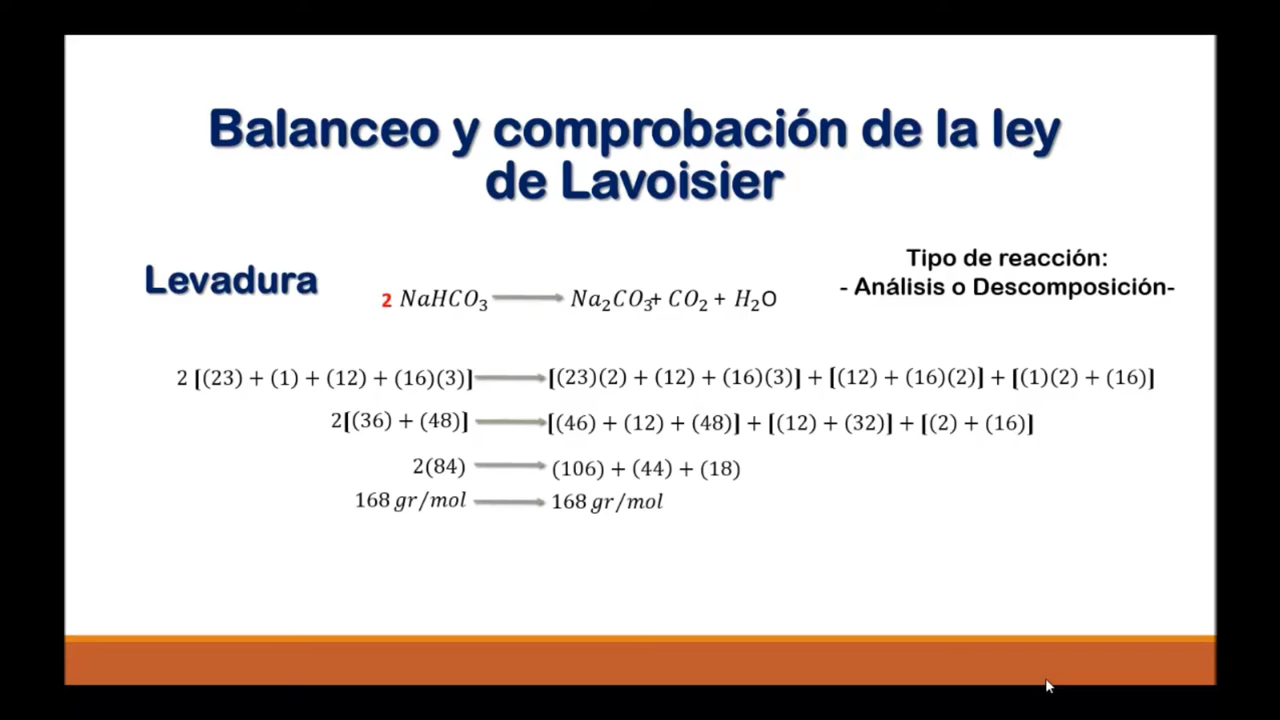 Balanceo y comprobación de la ley
de Lavoisier
Levadura
Tipo de reacción:
- Análisis o Descomposición-
2 NaHCO₃ ⟶ Na₂CO₃+ CO₂ + H₂O
2 [(23) + (1) + (12) + (16)(3)] ⟶ [(23)(2) + (12) + (16)(3)] + [(12) + (16)(2)] + [(1)(2) + (16)]
2[(36) + (48)] ⟶ [(46) + (12) + (48)] + [(12) + (32)] + [(2) + (16)]
2(84) ⟶ (106) + (44) + (18)
168 gr/mol ⟶ 168 gr/mol